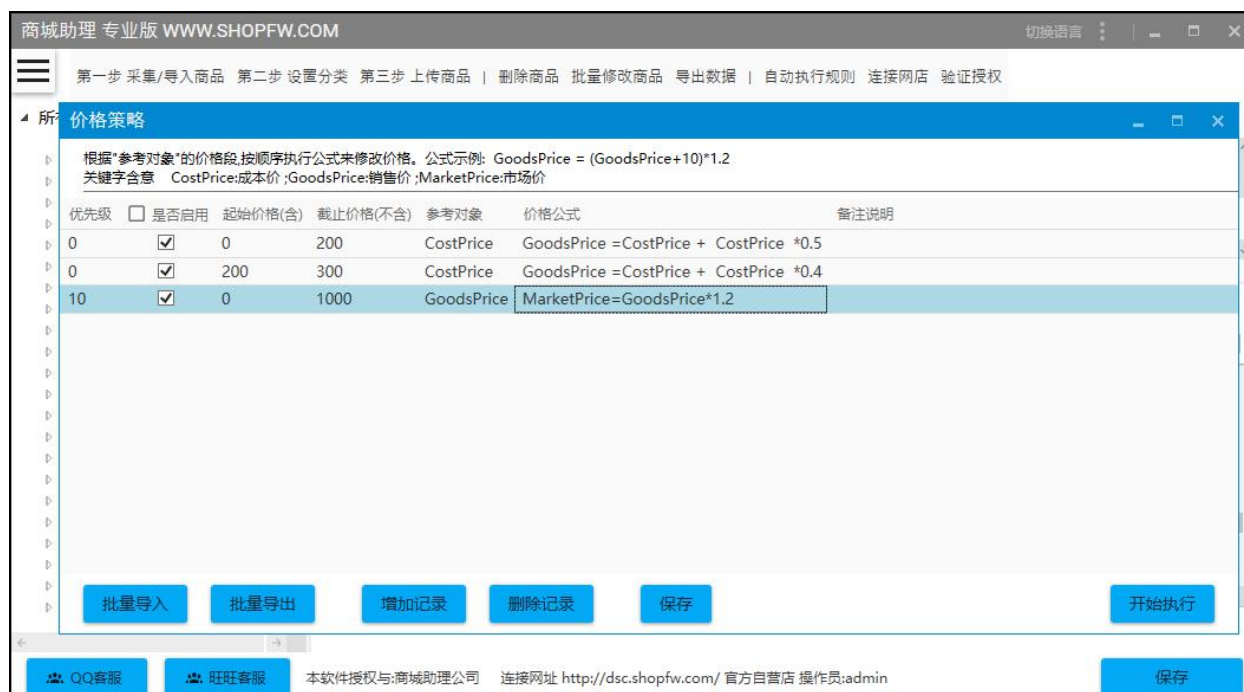 商城助理 专业版 WWW.SHOPFW.COM 切换语言
第一步 采集/导入商品 第二步 设置分类 第三步 上传商品 | 删除商品 批量修改商品 导出数据 | 自动执行规则 连接网店 验证授权
价格策略
根据"参考对象"的价格段,按顺序执行公式来修改价格。公式示例: GoodsPrice = (GoodsPrice+10)*1.2
关键字含意 CostPrice:成本价 ;GoodsPrice:销售价 ;MarketPrice:市场价
优先级 是否启用 起始价格(含) 截止价格(不含) 参考对象 价格公式 备注说明
0 0 200 CostPrice GoodsPrice =CostPrice + CostPrice *0.5
0 200 300 CostPrice GoodsPrice =CostPrice + CostPrice *0.4
10 0 1000 GoodsPrice MarketPrice=GoodsPrice*1.2
批量导入 批量导出 增加记录 删除记录 保存 开始执行
QQ客服 旺旺客服 本软件授权与:商城助理公司 连接网址 http://dsc.shopfw.com/ 官方自营店 操作员:admin 保存